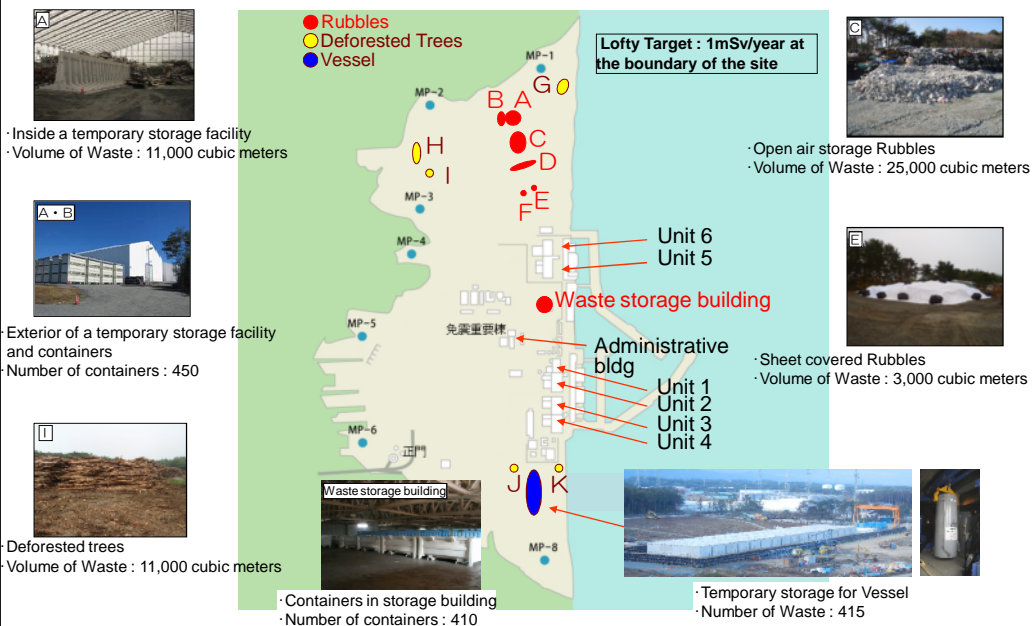 A
·Inside a temporary storage facility
·Volume of Waste : 11,000 cubic meters
A・B
·Exterior of a temporary storage facility
and containers
·Number of containers : 450
I
·Deforested trees
·Volume of Waste : 11,000 cubic meters
Rubbles
Deforested Trees
Vessel
Lofty Target : 1mSv/year at
the boundary of the site
MP-1
G
MP-2
B
A
C
H
D
I
E
F
MP-3
MP-4
Unit 6
Unit 5
Waste storage building
MP-5
免震重要棟
Administrative
bldg
Unit 1
Unit 2
Unit 3
Unit 4
MP-6
正門
J
K
MP-8
Waste storage building
·Containers in storage building
·Number of containers : 410
C
·Open air storage Rubbles
·Volume of Waste : 25,000 cubic meters
E
·Sheet covered Rubbles
·Volume of Waste : 3,000 cubic meters
·Temporary storage for Vessel
·Number of Waste : 415